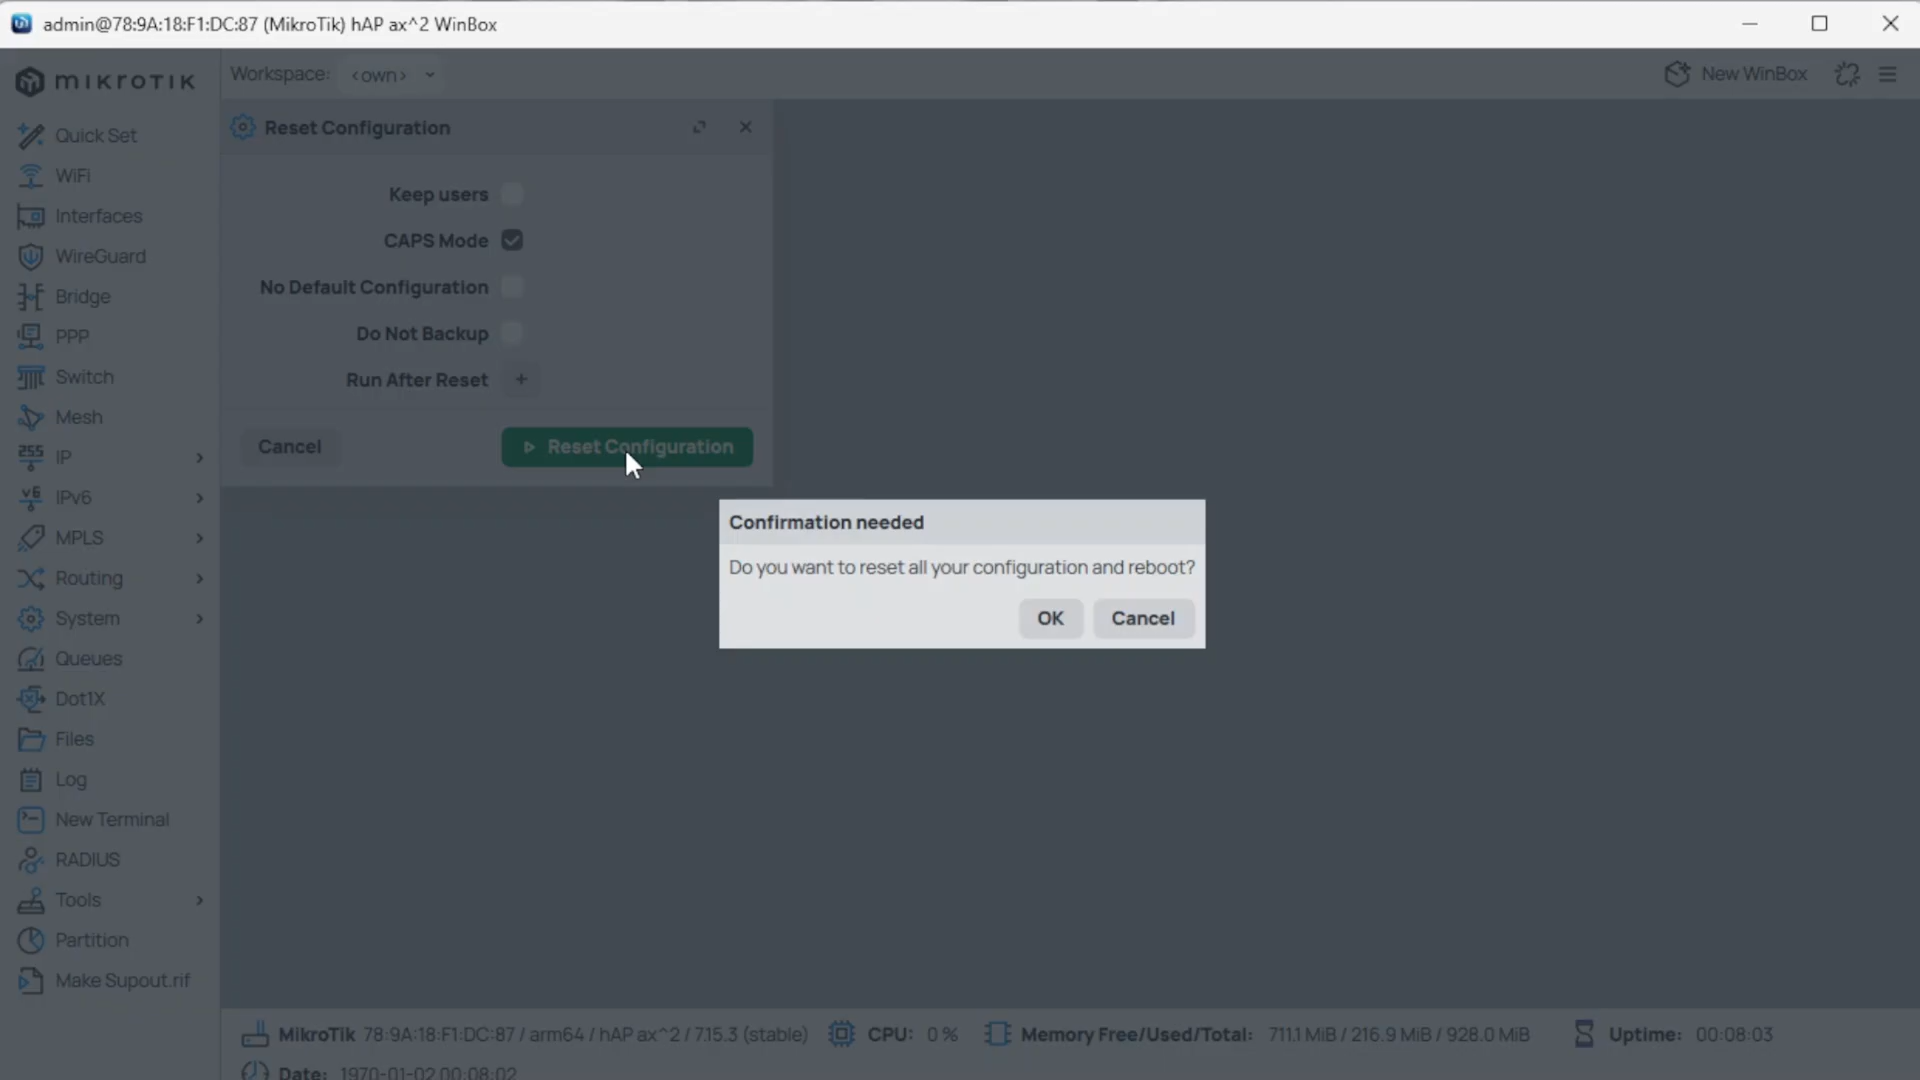 admin@78:9A:18:F1:DC:87 (MikroTik) hAP ax^2 WinBox
mikroTik
Workspace: <own>
New WinBox
Quick Set
WiFi
Interfaces
WireGuard
Bridge
PPP
Switch
Mesh
255 IP
v6 IPv6
MPLS
Routing
System
Queues
Dot1X
Files
Log
New Terminal
RADIUS
Tools
Partition
Make Supout.rif
Reset Configuration
Keep users
CAPS Mode
No Default Configuration
Do Not Backup
Run After Reset +
Cancel
Reset Configuration
Confirmation needed
Do you want to reset all your configuration and reboot?
OK Cancel
MikroTik 78:9A:18:F1:DC:87 / arm64 / hAP ax^2 / 7.15.3 (stable) CPU: 0 % Memory Free/Used/Total: 711.1 MiB / 216.9 MiB / 928.0 MiB Uptime: 00:08:03
Date: 1970-01-02 00:08:02